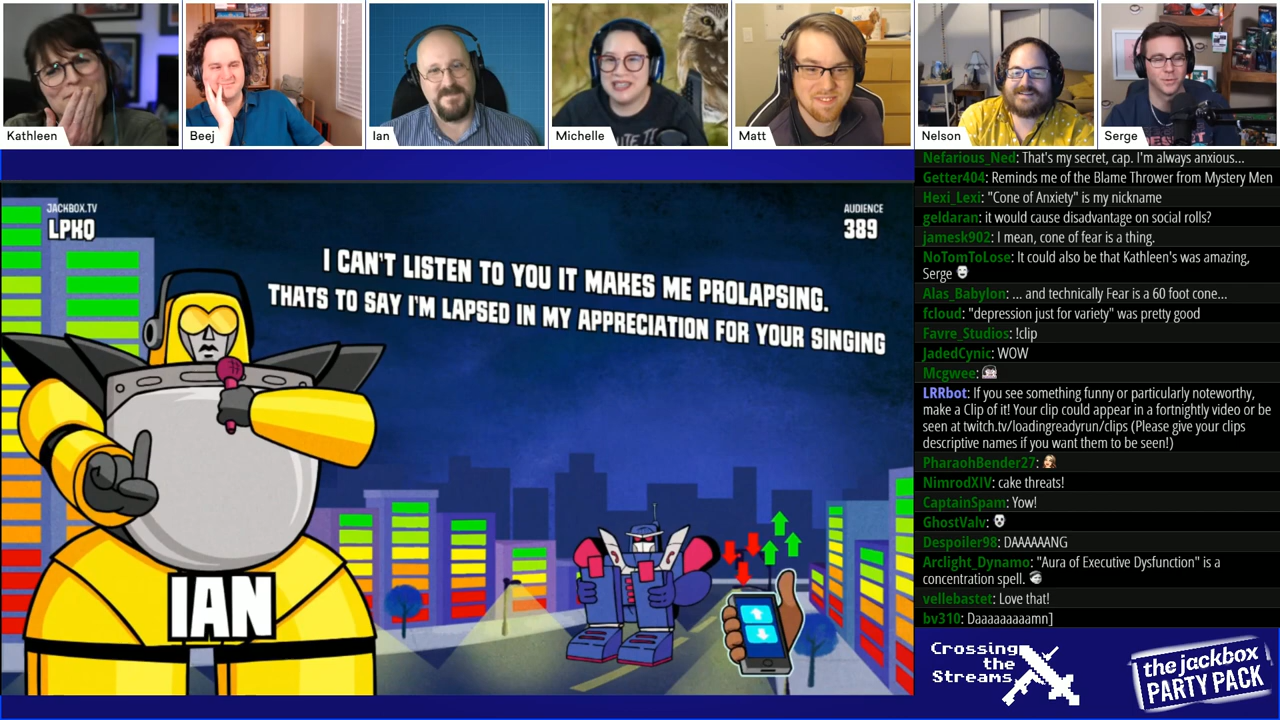 Kathleen
Beej
Ian
Michelle
Matt
Nelson
Serge
JACKBOX.TV
LPKQ
AUDIENCE
389
I CAN'T LISTEN TO YOU IT MAKES ME PROLAPSING.
THATS TO SAY I'M LAPSED IN MY APPRECIATION FOR YOUR SINGING
IAN
Nefarious_Ned: That's my secret, cap. I'm always anxious...
Getter404: Reminds me of the Blame Thrower from Mystery Men
Hexi_Lexi: "Cone of Anxiety" is my nickname
geldaran: it would cause disadvantage on social rolls?
jamesk902: I mean, cone of fear is a thing.
NoTomToLose: It could also be that Kathleen's was amazing,
Serge
Alas_Babylon: ... and technically Fear is a 60 foot cone...
fcloud: "depression just for variety" was pretty good
Favre_Studios: !clip
JadedCynic: WOW
Mcgwee:
LRRbot: If you see something funny or particularly noteworthy,
make a Clip of it! Your clip could appear in a fortnightly video or be
seen at twitch.tv/loadingreadyrun/clips (Please give your clips
descriptive names if you want them to be seen!)
PharaohBender27:
NimrodXIV: cake threats!
CaptainSpam: Yow!
GhostValv:
Despoiler98: DAAAAAANG
Arclight_Dynamo: "Aura of Executive Dysfunction" is a
concentration spell.
vellebastet: Love that!
bv310: Daaaaaaaaamn]
Crossing
the
Streams
the jackbox
PARTY PACK